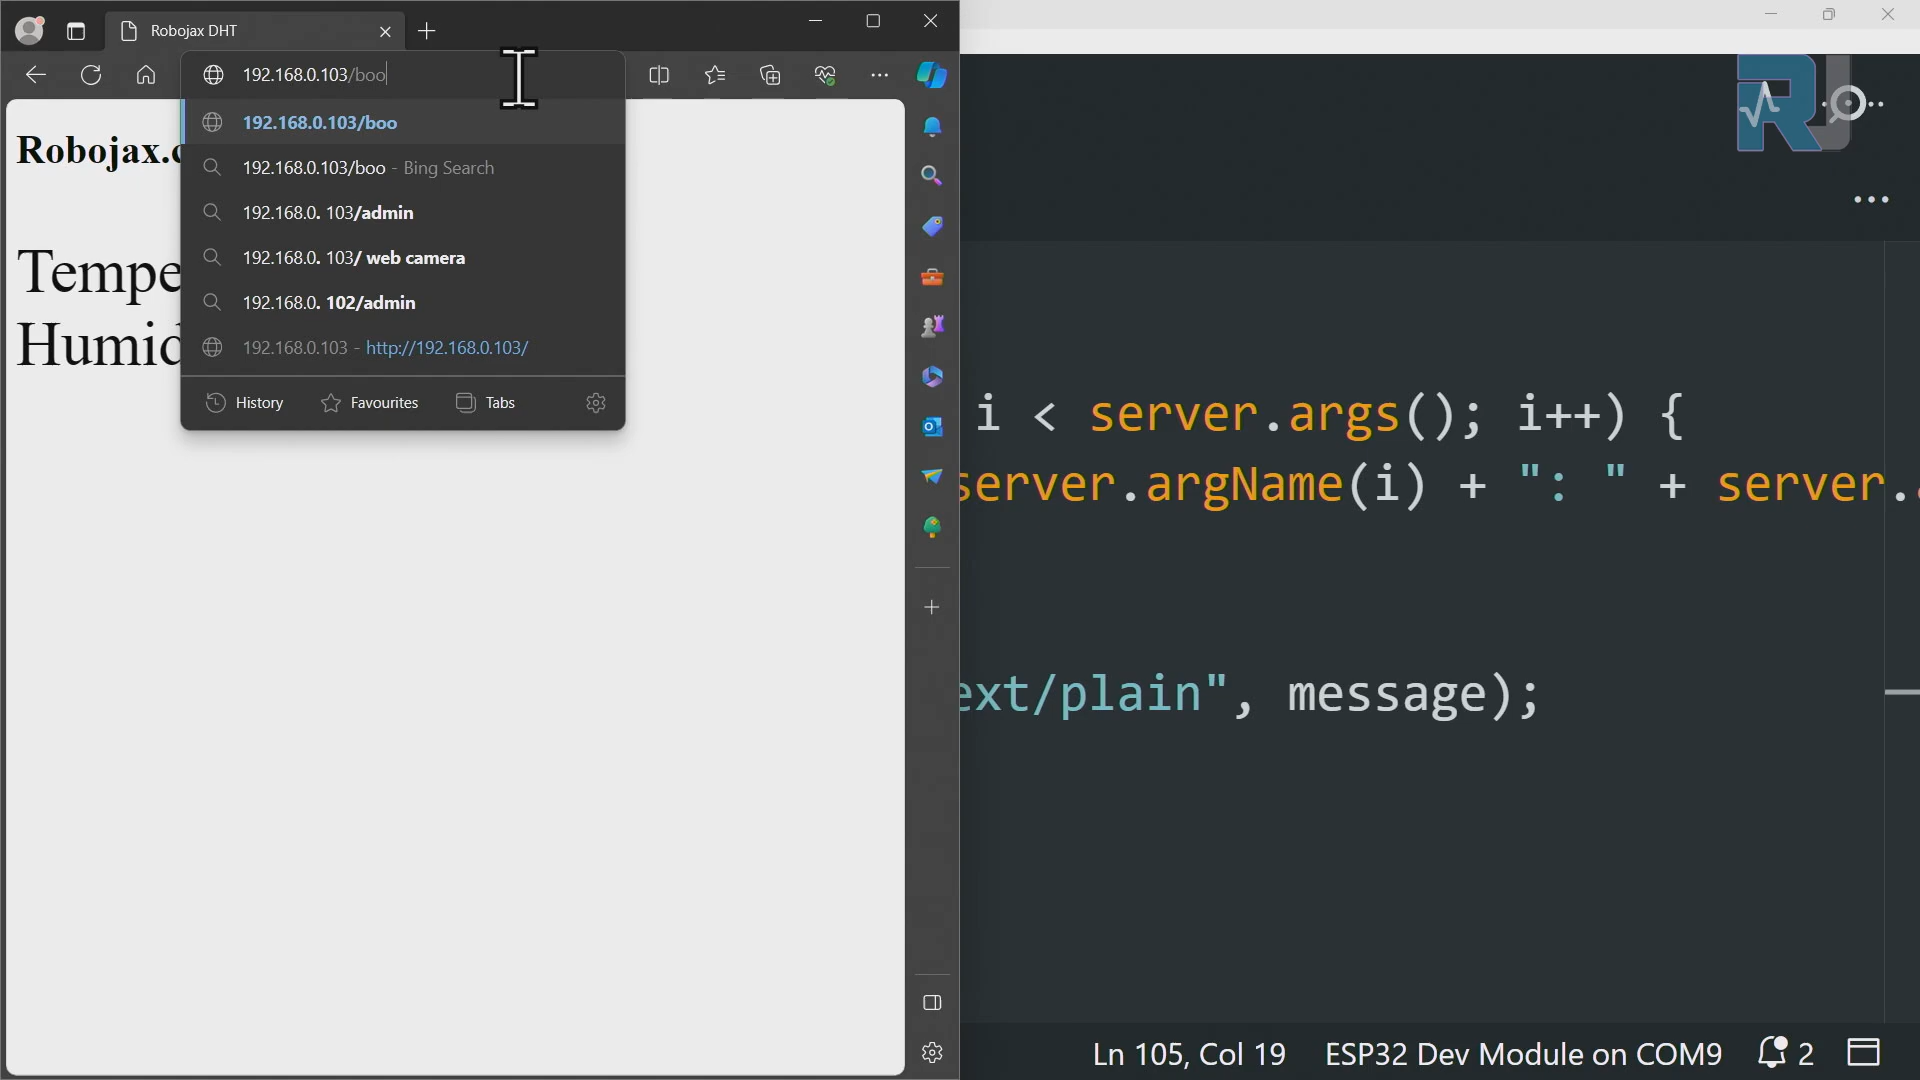 Robojax DHT
192.168.0.103/boo
192.168.0.103/boo
192.168.0.103/boo - Bing Search
192.168.0. 103/admin
192.168.0. 103/ web camera
192.168.0. 102/admin
192.168.0.103 - http://192.168.0.103/
History Favourites Tabs
Robojax.c
Tempe
Humid
i < server.args(); i++) {
server.argName(i) + ": " + server.
ext/plain", message);
Ln 105, Col 19 ESP32 Dev Module on COM9 2
RJ